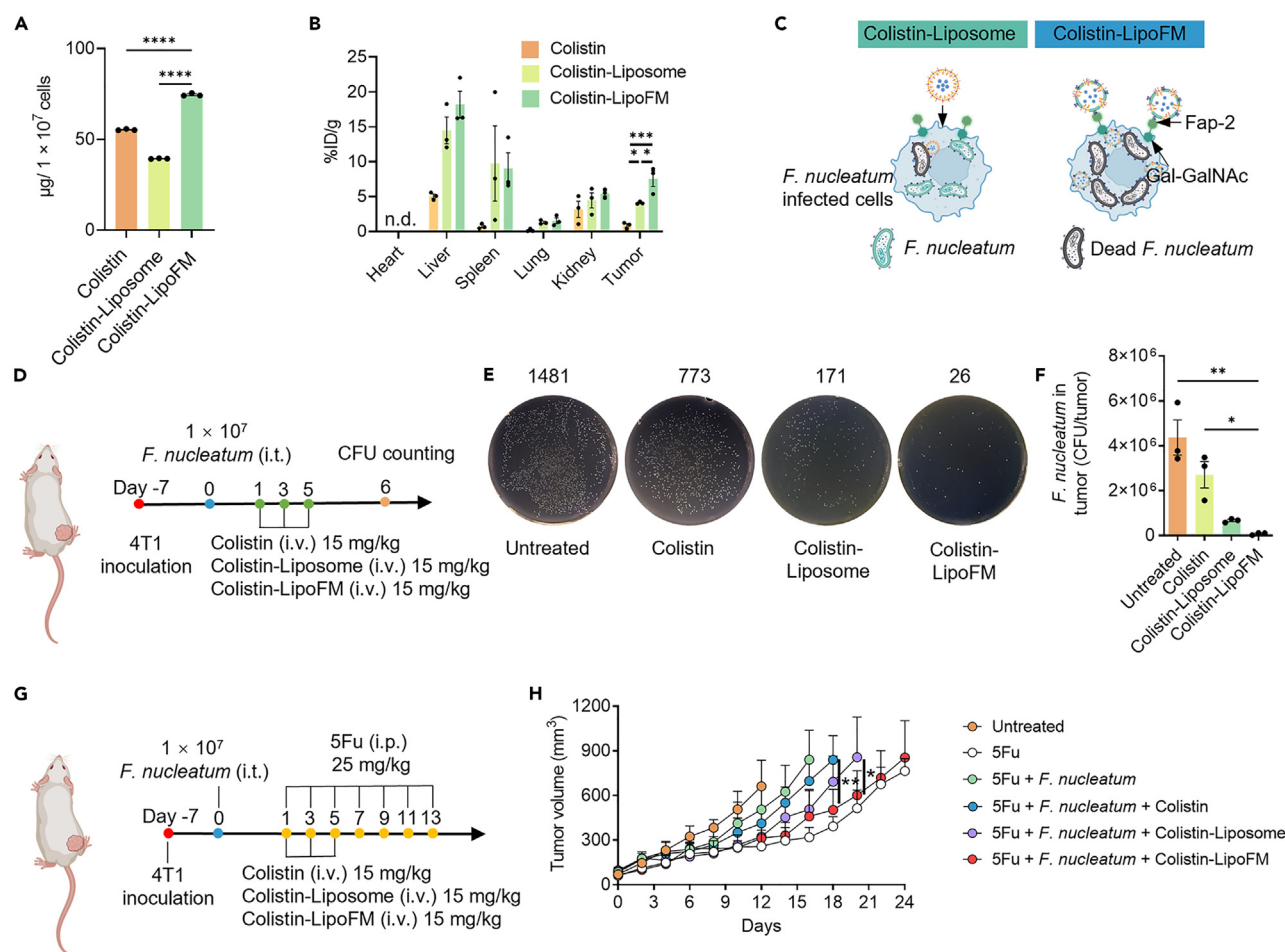 A
****
****
100
50
0
µg/ 1 × 10⁷ cells
Colistin
Colistin-Liposome
Colistin-LipoFM
B
Colistin
Colistin-Liposome
Colistin-LipoFM
25
20
15
10
5
0
%ID/g
n.d.
***
* *
Heart
Liver
Spleen
Lung
Kidney
Tumor
C
Colistin-Liposome
Colistin-LipoFM
Fap-2
Gal-GalNAc
F. nucleatum
infected cells
F. nucleatum
Dead F. nucleatum
D
1 × 10⁷
F. nucleatum (i.t.)
CFU counting
Day -7
0
1
3
5
6
4T1
inoculation
Colistin (i.v.) 15 mg/kg
Colistin-Liposome (i.v.) 15 mg/kg
Colistin-LipoFM (i.v.) 15 mg/kg
E
1481
773
171
26
Untreated
Colistin
Colistin-
Liposome
Colistin-
LipoFM
F
8×10⁶
6×10⁶
4×10⁶
2×10⁶
0
F. nucleatum in
tumor (CFU/tumor)
**
*
Untreated
Colistin
Colistin-Liposome
Colistin-LipoFM
G
1 × 10⁷
F. nucleatum (i.t.)
5Fu (i.p.)
25 mg/kg
Day -7
0
1
3
5
7
9
11
13
4T1
inoculation
Colistin (i.v.) 15 mg/kg
Colistin-Liposome (i.v.) 15 mg/kg
Colistin-LipoFM (i.v.) 15 mg/kg
H
1200
900
600
300
0
Tumor volume (mm³)
**
*
0
3
6
9
12
15
18
21
24
Days
Untreated
5Fu
5Fu + F. nucleatum
5Fu + F. nucleatum + Colistin
5Fu + F. nucleatum + Colistin-Liposome
5Fu + F. nucleatum + Colistin-LipoFM